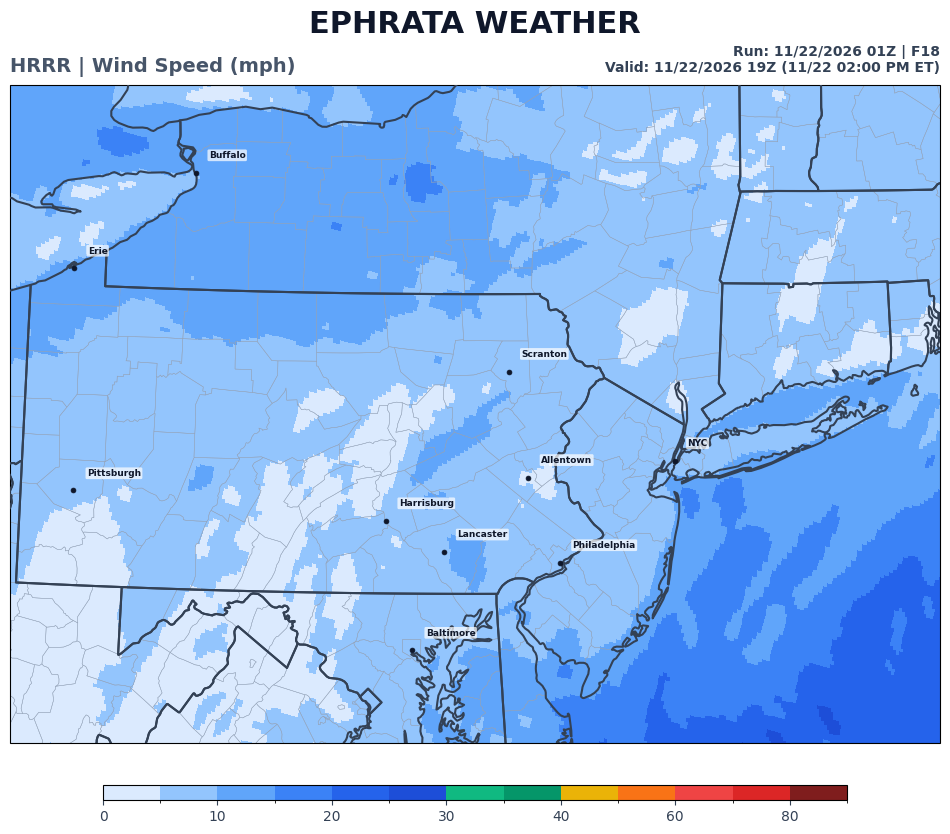 EPHRATA WEATHER
HRRR | Wind Speed (mph)
Run: 11/22/2026 01Z | F18
Valid: 11/22/2026 19Z (11/22 02:00 PM ET)
Buffalo
Erie
Scranton
NYC
Allentown
Pittsburgh
Harrisburg
Lancaster
Philadelphia
Baltimore
0 10 20 30 40 60 80